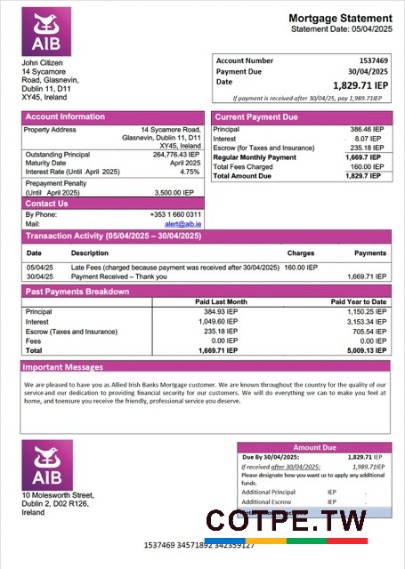 AIB
Mortgage Statement
Statement Date: 05/04/2025
John Citizen
14 Sycamore
Road, Glasnevin,
Dublin 11, D11
XY45, Ireland
Account Number 1537469
Payment Due 30/04/2025
Date 1,829.71 IEP
If payment is received after 30/04/25, pay 1,989.71IEP
Account Information
Property Address 14 Sycamore Road,
Glasnevin, Dublin 11, D11
XY45, Ireland
Outstanding Principal 264,776.43 IEP
Maturity Date April 2025
Interest Rate (Until April 2025) 4.75%
Prepayment Penalty
(Until April 2025) 3,500.00 IEP
Contact Us
By Phone: +353 1 660 0311
Mail: alert@aib.ie
Current Payment Due
Principal 386.46 IEP
Interest 8.07 IEP
Escrow (for Taxes and Insurance) 235.18 IEP
Regular Monthly Payment 1,669.7 IEP
Total Fees Charged 160.00 IEP
Total Amount Due 1,829.7 IEP
Transaction Activity (05/04/2025 – 30/04/2025)
Date Description Charges Payments
05/04/25 Late Fees (charged because payment was received after 30/04/2025) 160.00 IEP
30/04/25 Payment Received – Thank you 1,669.71 IEP
Past Payments Breakdown
Paid Last Month Paid Year to Date
Principal 384.93 IEP 1,150.25 IEP
Interest 1,049.60 IEP 3,153.34 IEP
Escrow (Taxes and Insurance) 235.18 IEP 705.54 IEP
Fees 0.00 IEP 0.00 IEP
Total 1,669.71 IEP 5,009.13 IEP
Important Messages
We are pleased to have you as Allied Irish Banks Mortgage customer. We are known throughout the country for the quality of our
service and our dedication to providing financial security for our customers. We will do everything we can to make you feel at
home, and toensure you receive the friendly, professional service you deserve.
AIB
10 Molesworth Street,
Dublin 2, D02 R126,
Ireland
Amount Due
Due By 30/04/2025: 1,829.71 IEP
If received after 30/04/2025: 1,989.71IEP
Please designate how you want us to apply any additional
funds.
Additional Principal IEP .
Additional Escrow IEP .
COTPE.TW
1537469 34571892 342359127